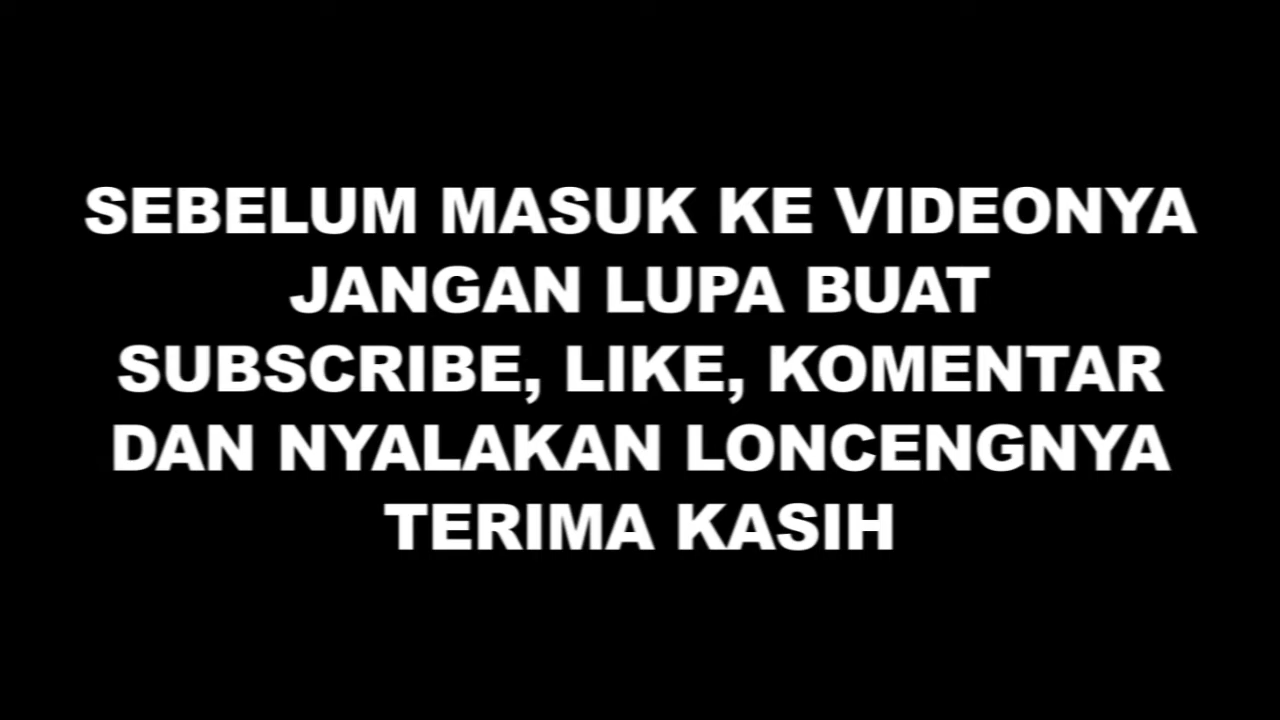 SEBELUM MASUK KE VIDEONYA
JANGAN LUPA BUAT
SUBSCRIBE, LIKE, KOMENTAR
DAN NYALAKAN LONCENGNYA
TERIMA KASIH